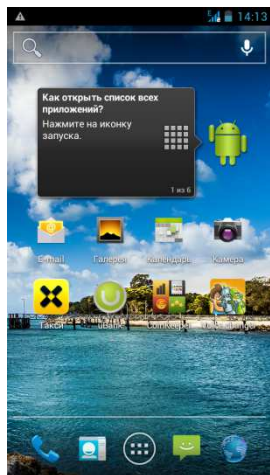 14:13
Как открыть список всех
приложений?
Нажмите на иконку
запуска.
1 из 6
E-mail
Галерея
Календарь
Камера
Такси
uBank